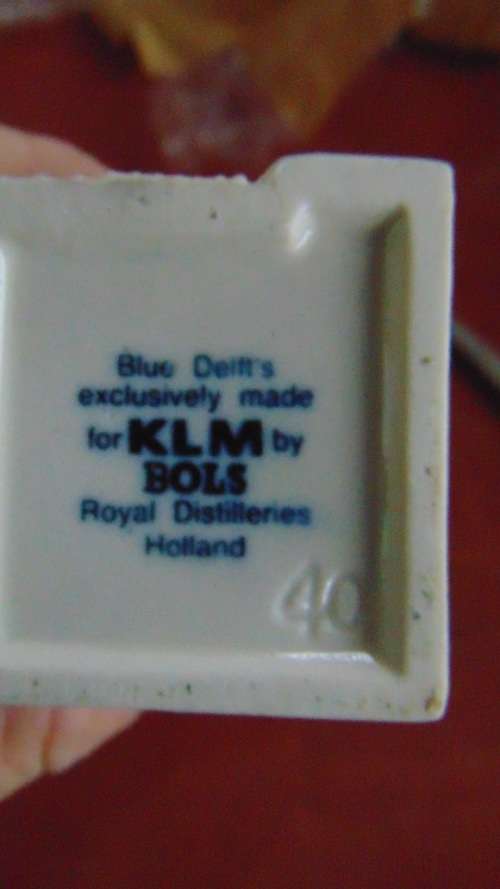 Blue Delft's
exclusively made
for KLM by
BOLS
Royal Distilleries
Holland
40